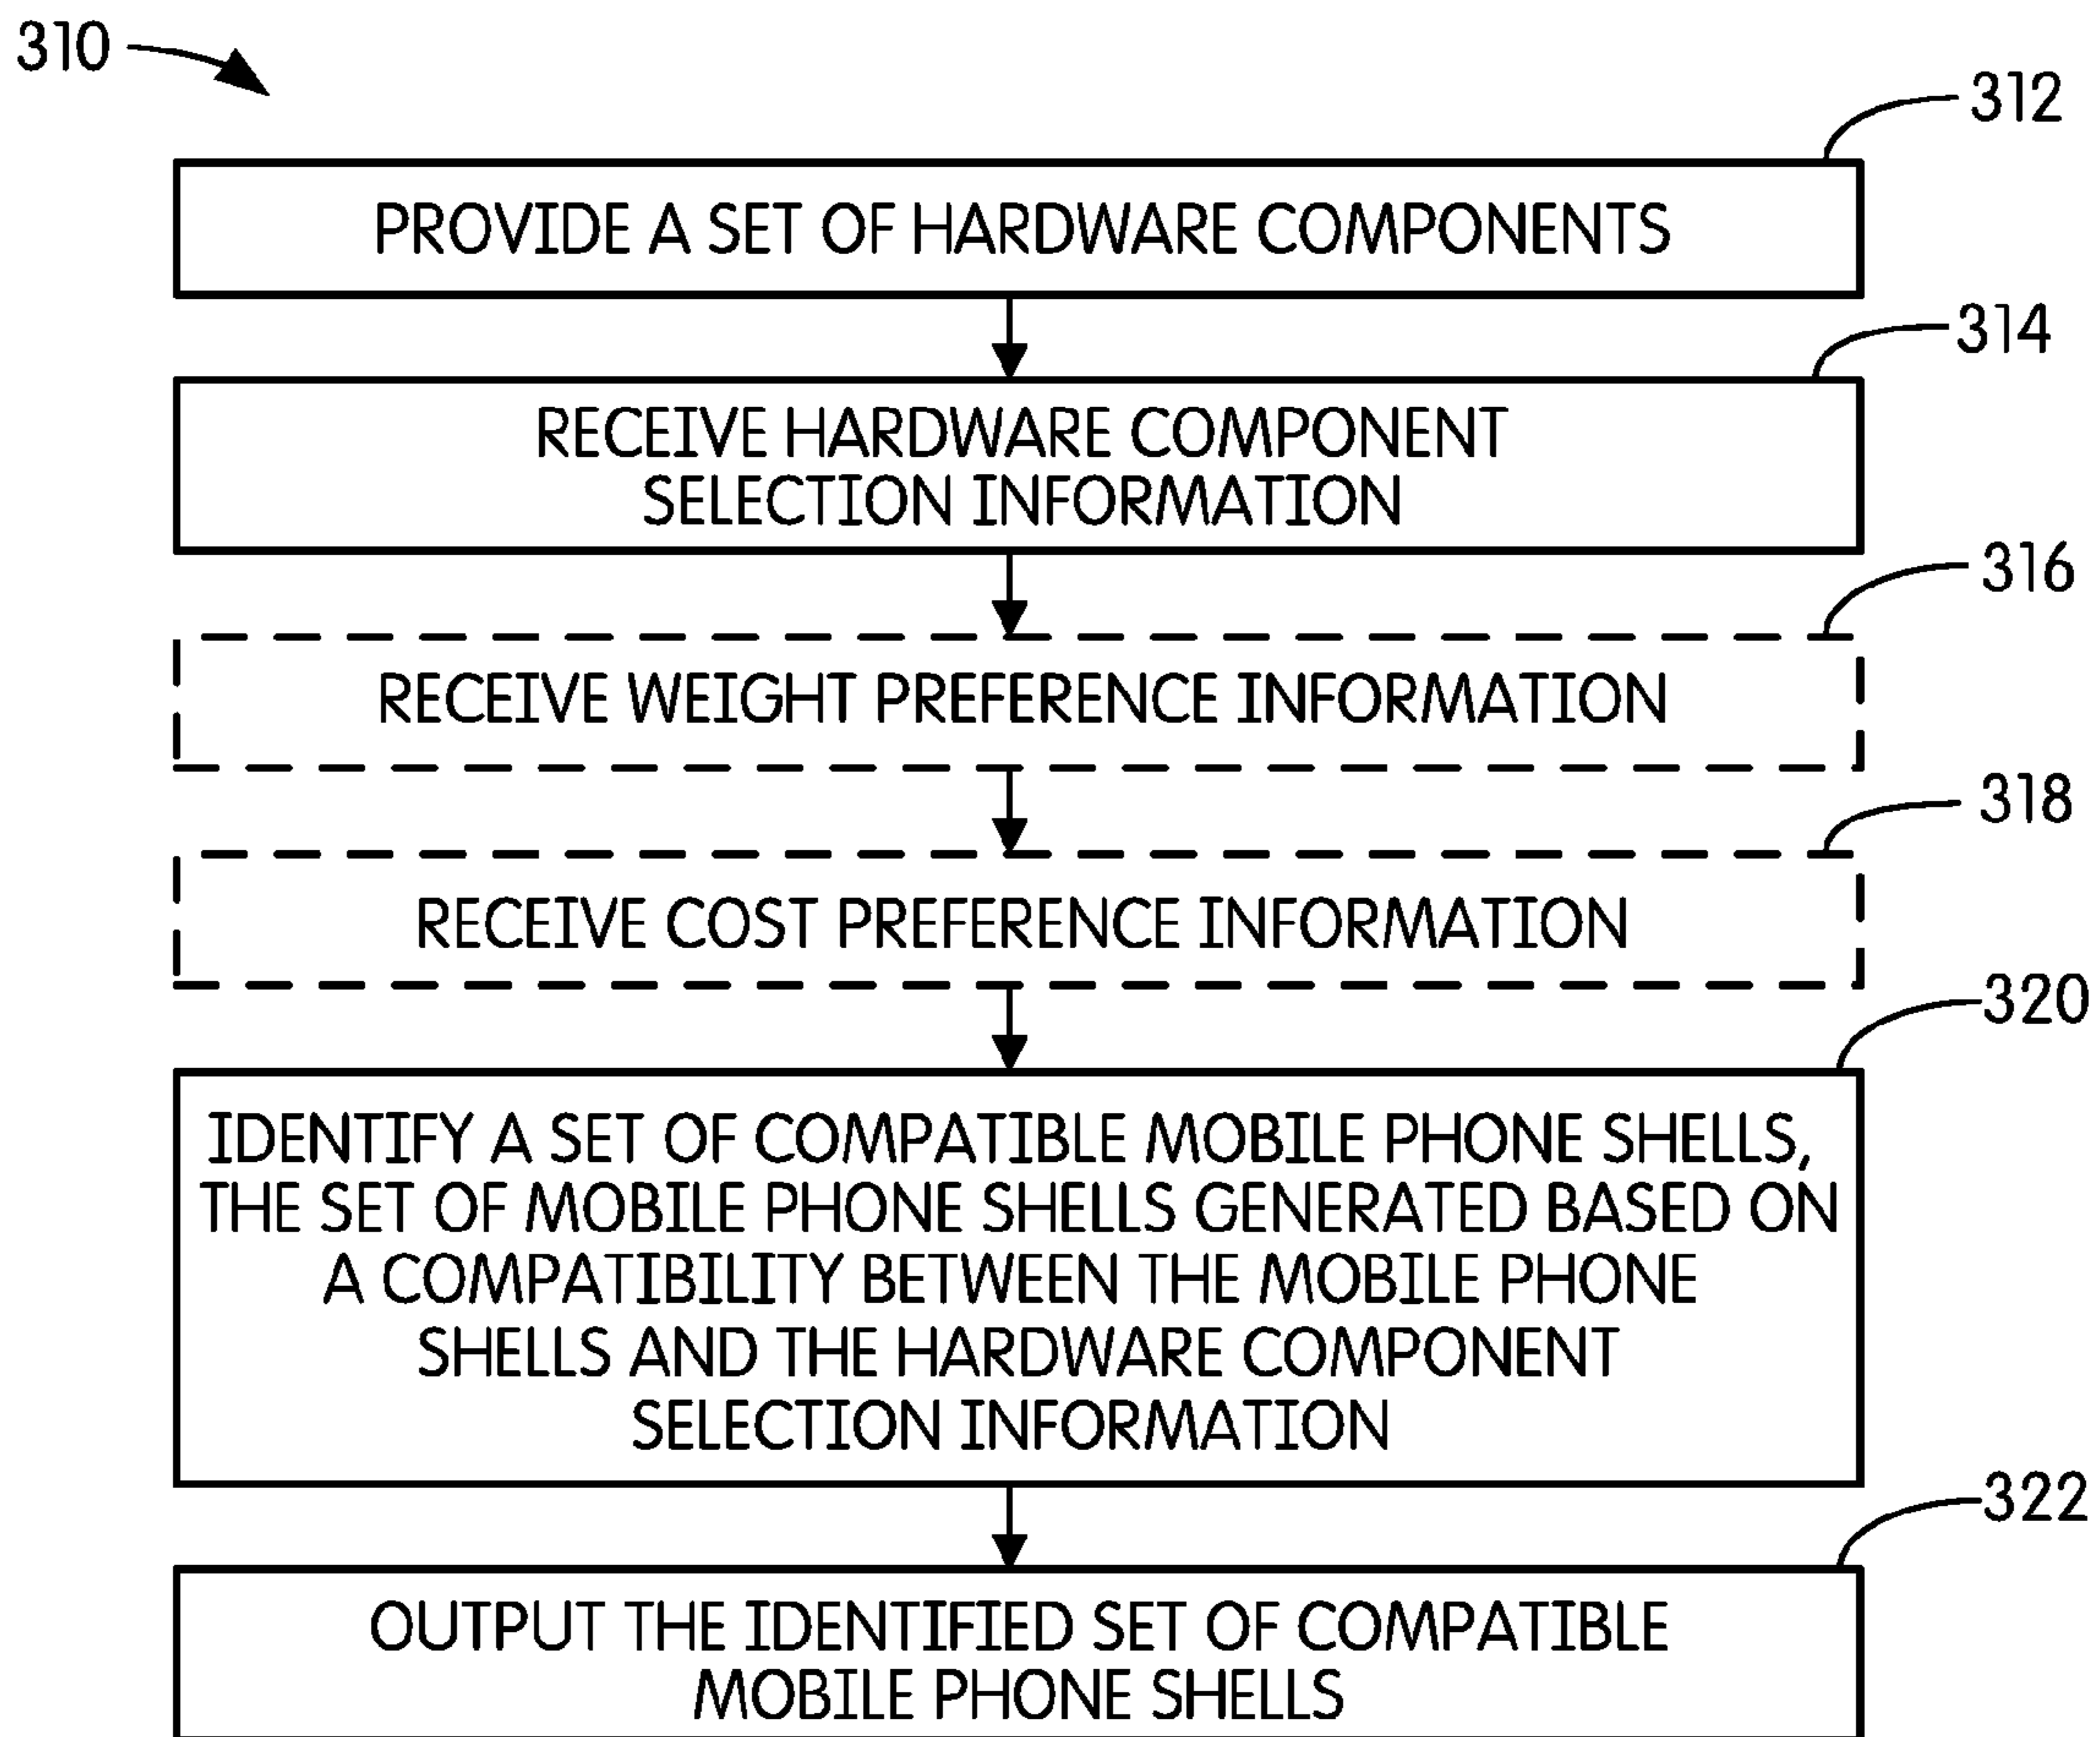 310
312
PROVIDE A SET OF HARDWARE COMPONENTS
314
RECEIVE HARDWARE COMPONENT
SELECTION INFORMATION
316
RECEIVE WEIGHT PREFERENCE INFORMATION
318
RECEIVE COST PREFERENCE INFORMATION
320
IDENTIFY A SET OF COMPATIBLE MOBILE PHONE SHELLS,
THE SET OF MOBILE PHONE SHELLS GENERATED BASED ON
A COMPATIBILITY BETWEEN THE MOBILE PHONE
SHELLS AND THE HARDWARE COMPONENT
SELECTION INFORMATION
322
OUTPUT THE IDENTIFIED SET OF COMPATIBLE
MOBILE PHONE SHELLS